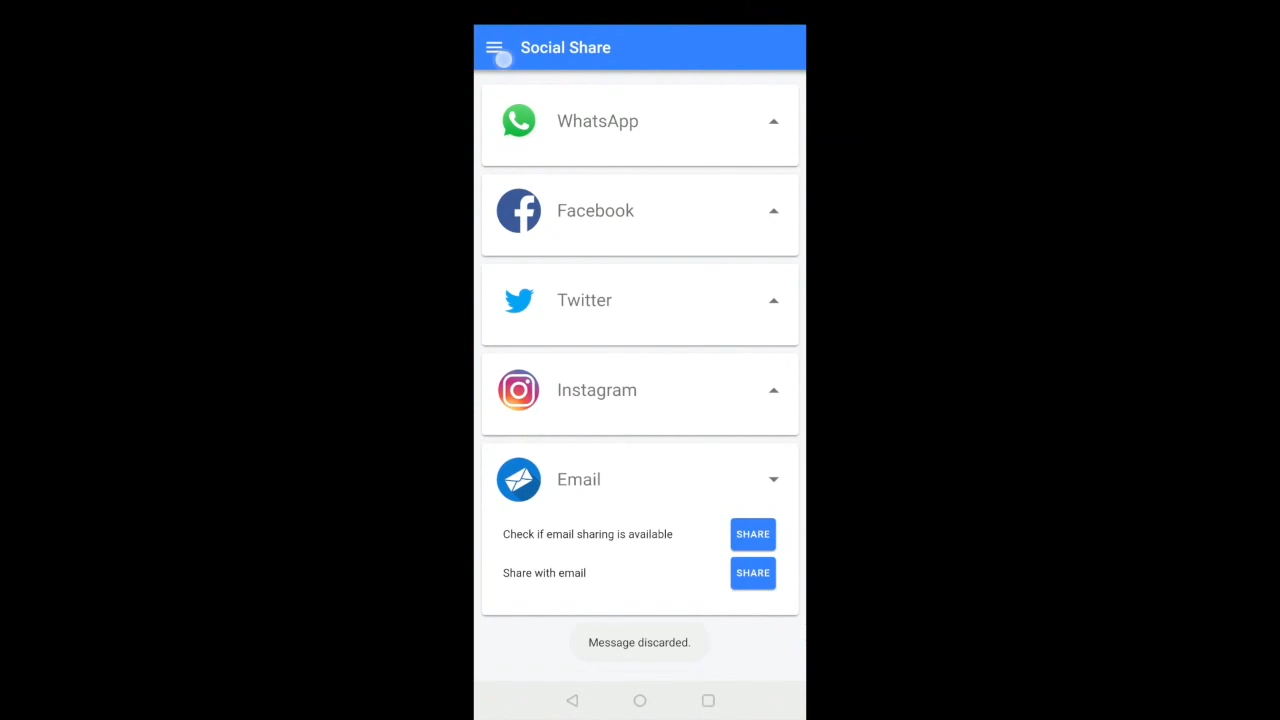 Social Share
WhatsApp
Facebook
Twitter
Instagram
Email
Check if email sharing is available SHARE
Share with email SHARE
Message discarded.